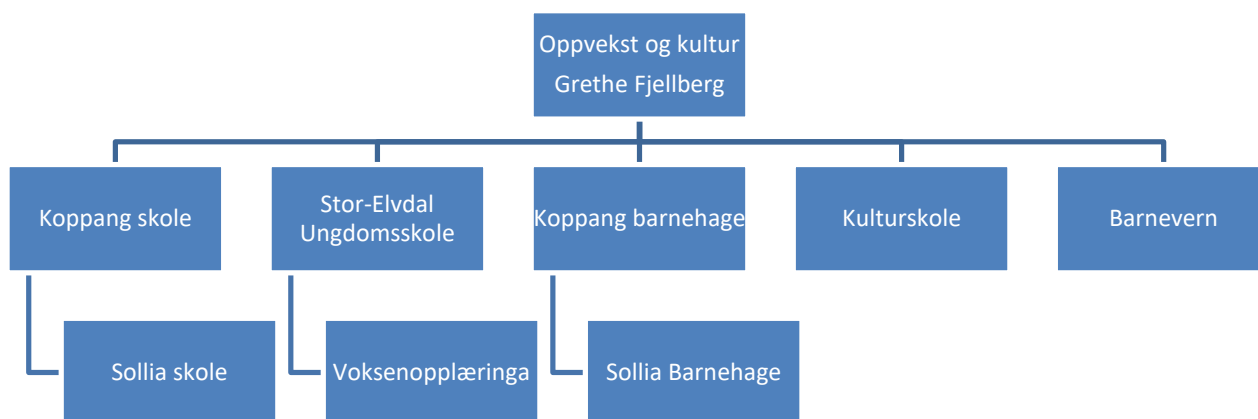 Oppvekst og kultur
Grethe Fjellberg
Koppang skole
Stor-Elvdal
Ungdomsskole
Koppang barnehage
Kulturskole
Barnevern
Sollia skole
Voksenopplæringa
Sollia Barnehage